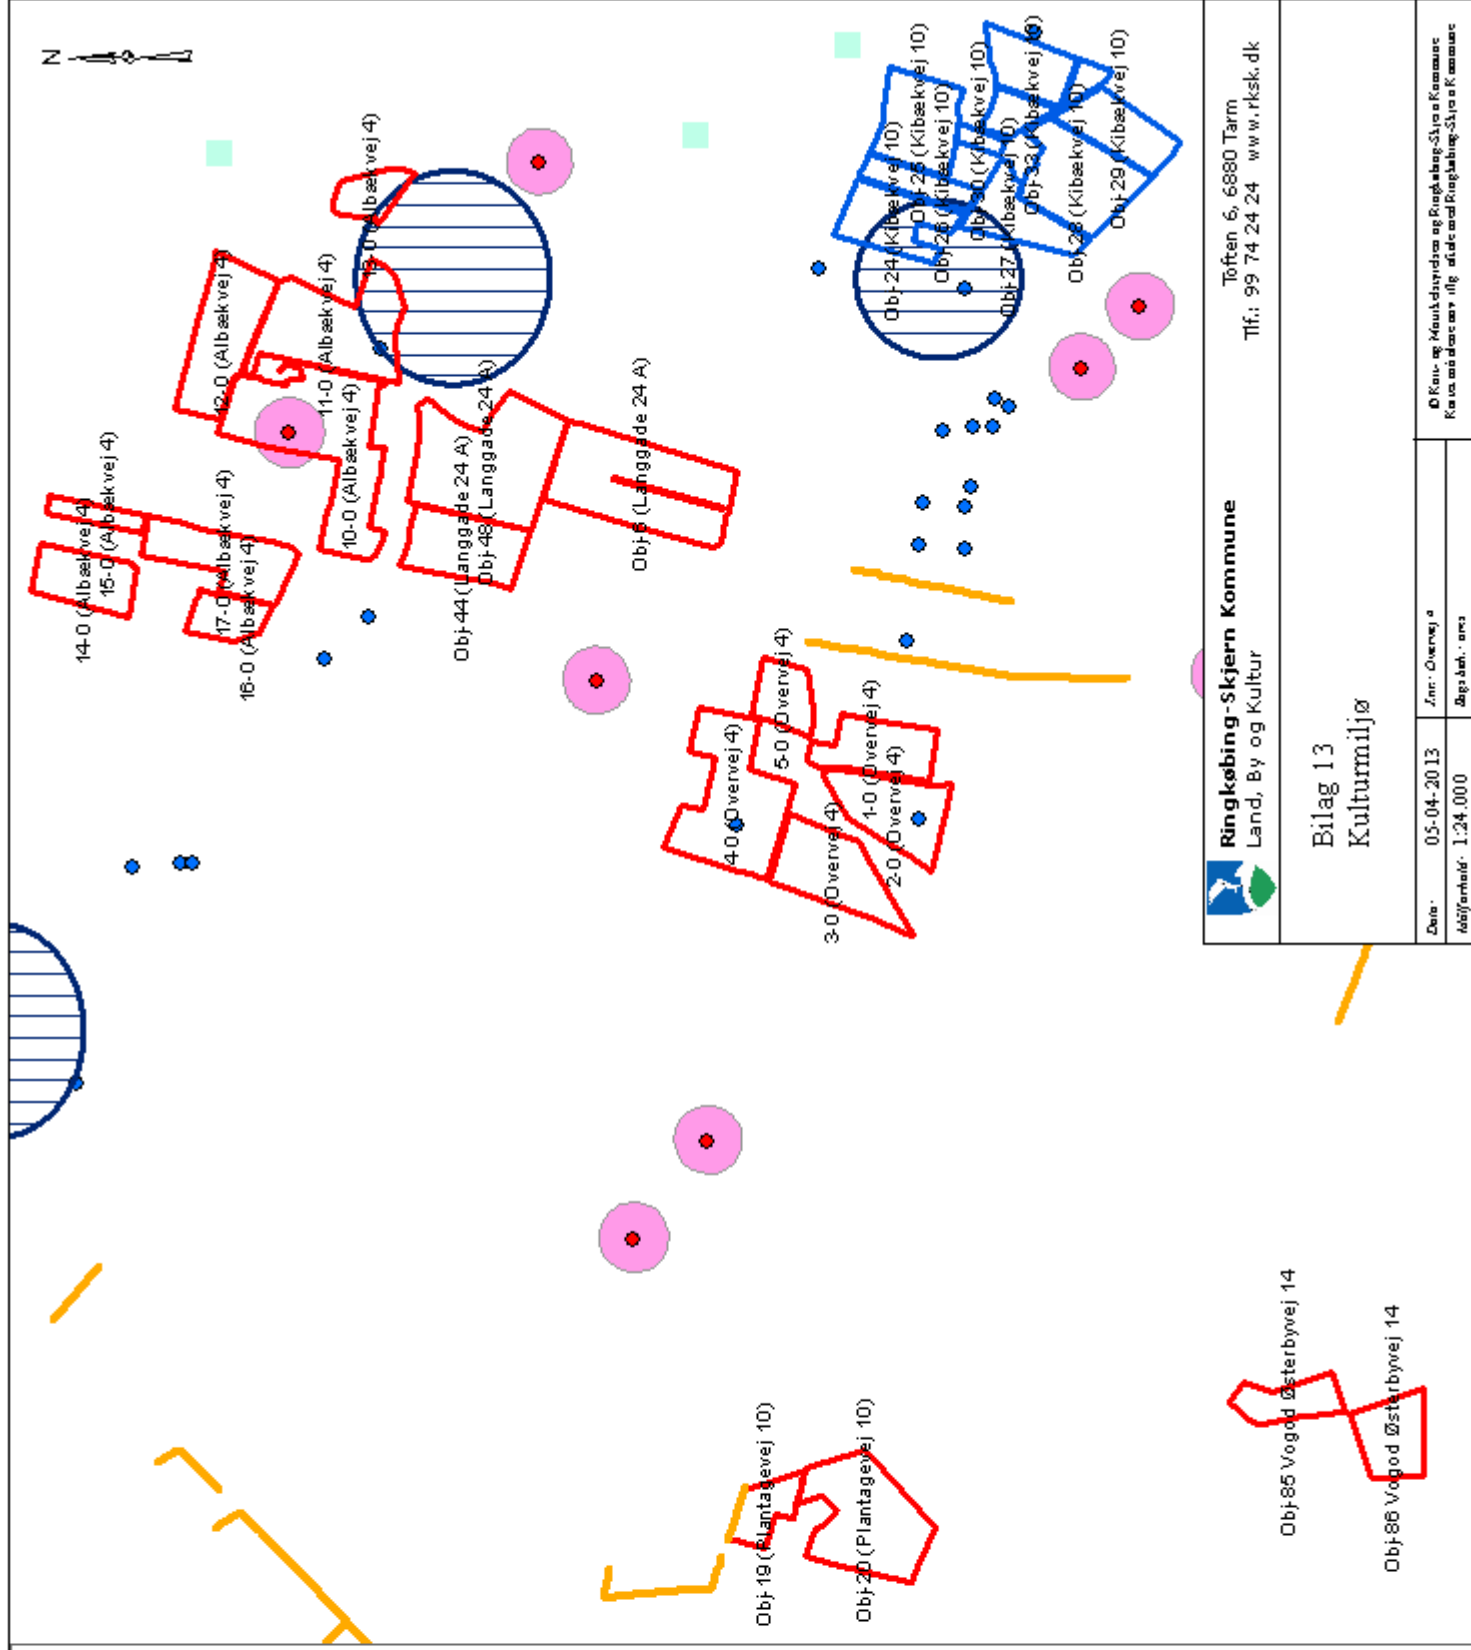 N
14-0 (Albækvej 4)
15-0 (Albækvej 4)
17-0 (Albækvej 4)
16-0 (Albækvej 4)
12-0 (Albækvej 4)
11-0 (Albækvej 4)
10-0 (Albækvej 4)
(Albækvej 4)
Obj-44 (Langgade 24 A)
Obj-48 (Langgade 24 A)
Obj-6 (Langgade 24 A)
4-0 (Overvej 4)
5-0 (Overvej 4)
3-0 (Overvej 4)
1-0 (Overvej 4)
2-0 (Overvej 4)
Obj-24 (Kibækvej 10)
(Kibækvej 10)
Obj-26 (Kibækvej 10)
Obj-30 (Kibækvej 10)
Obj-27 (Kibækvej 10)
Obj-33 (Kibækvej 10)
Obj-28 (Kibækvej 10)
Obj-29 (Kibækvej 10)
Obj-19 (Plantagevej 10)
Obj-20 (Plantagevej 10)
Obj-85 Vogod Østerbyvej 14
Obj-86 Vogod Østerbyvej 14
Ringkøbing-Skjern Kommune
Land, By og Kultur
Toften 6, 6880 Tarm
Tlf.: 99 74 24 24 www.rksk.dk
Bilag 13
Kulturmiljø
Dato: 05-04-2013
Målforhold: 1:24.000